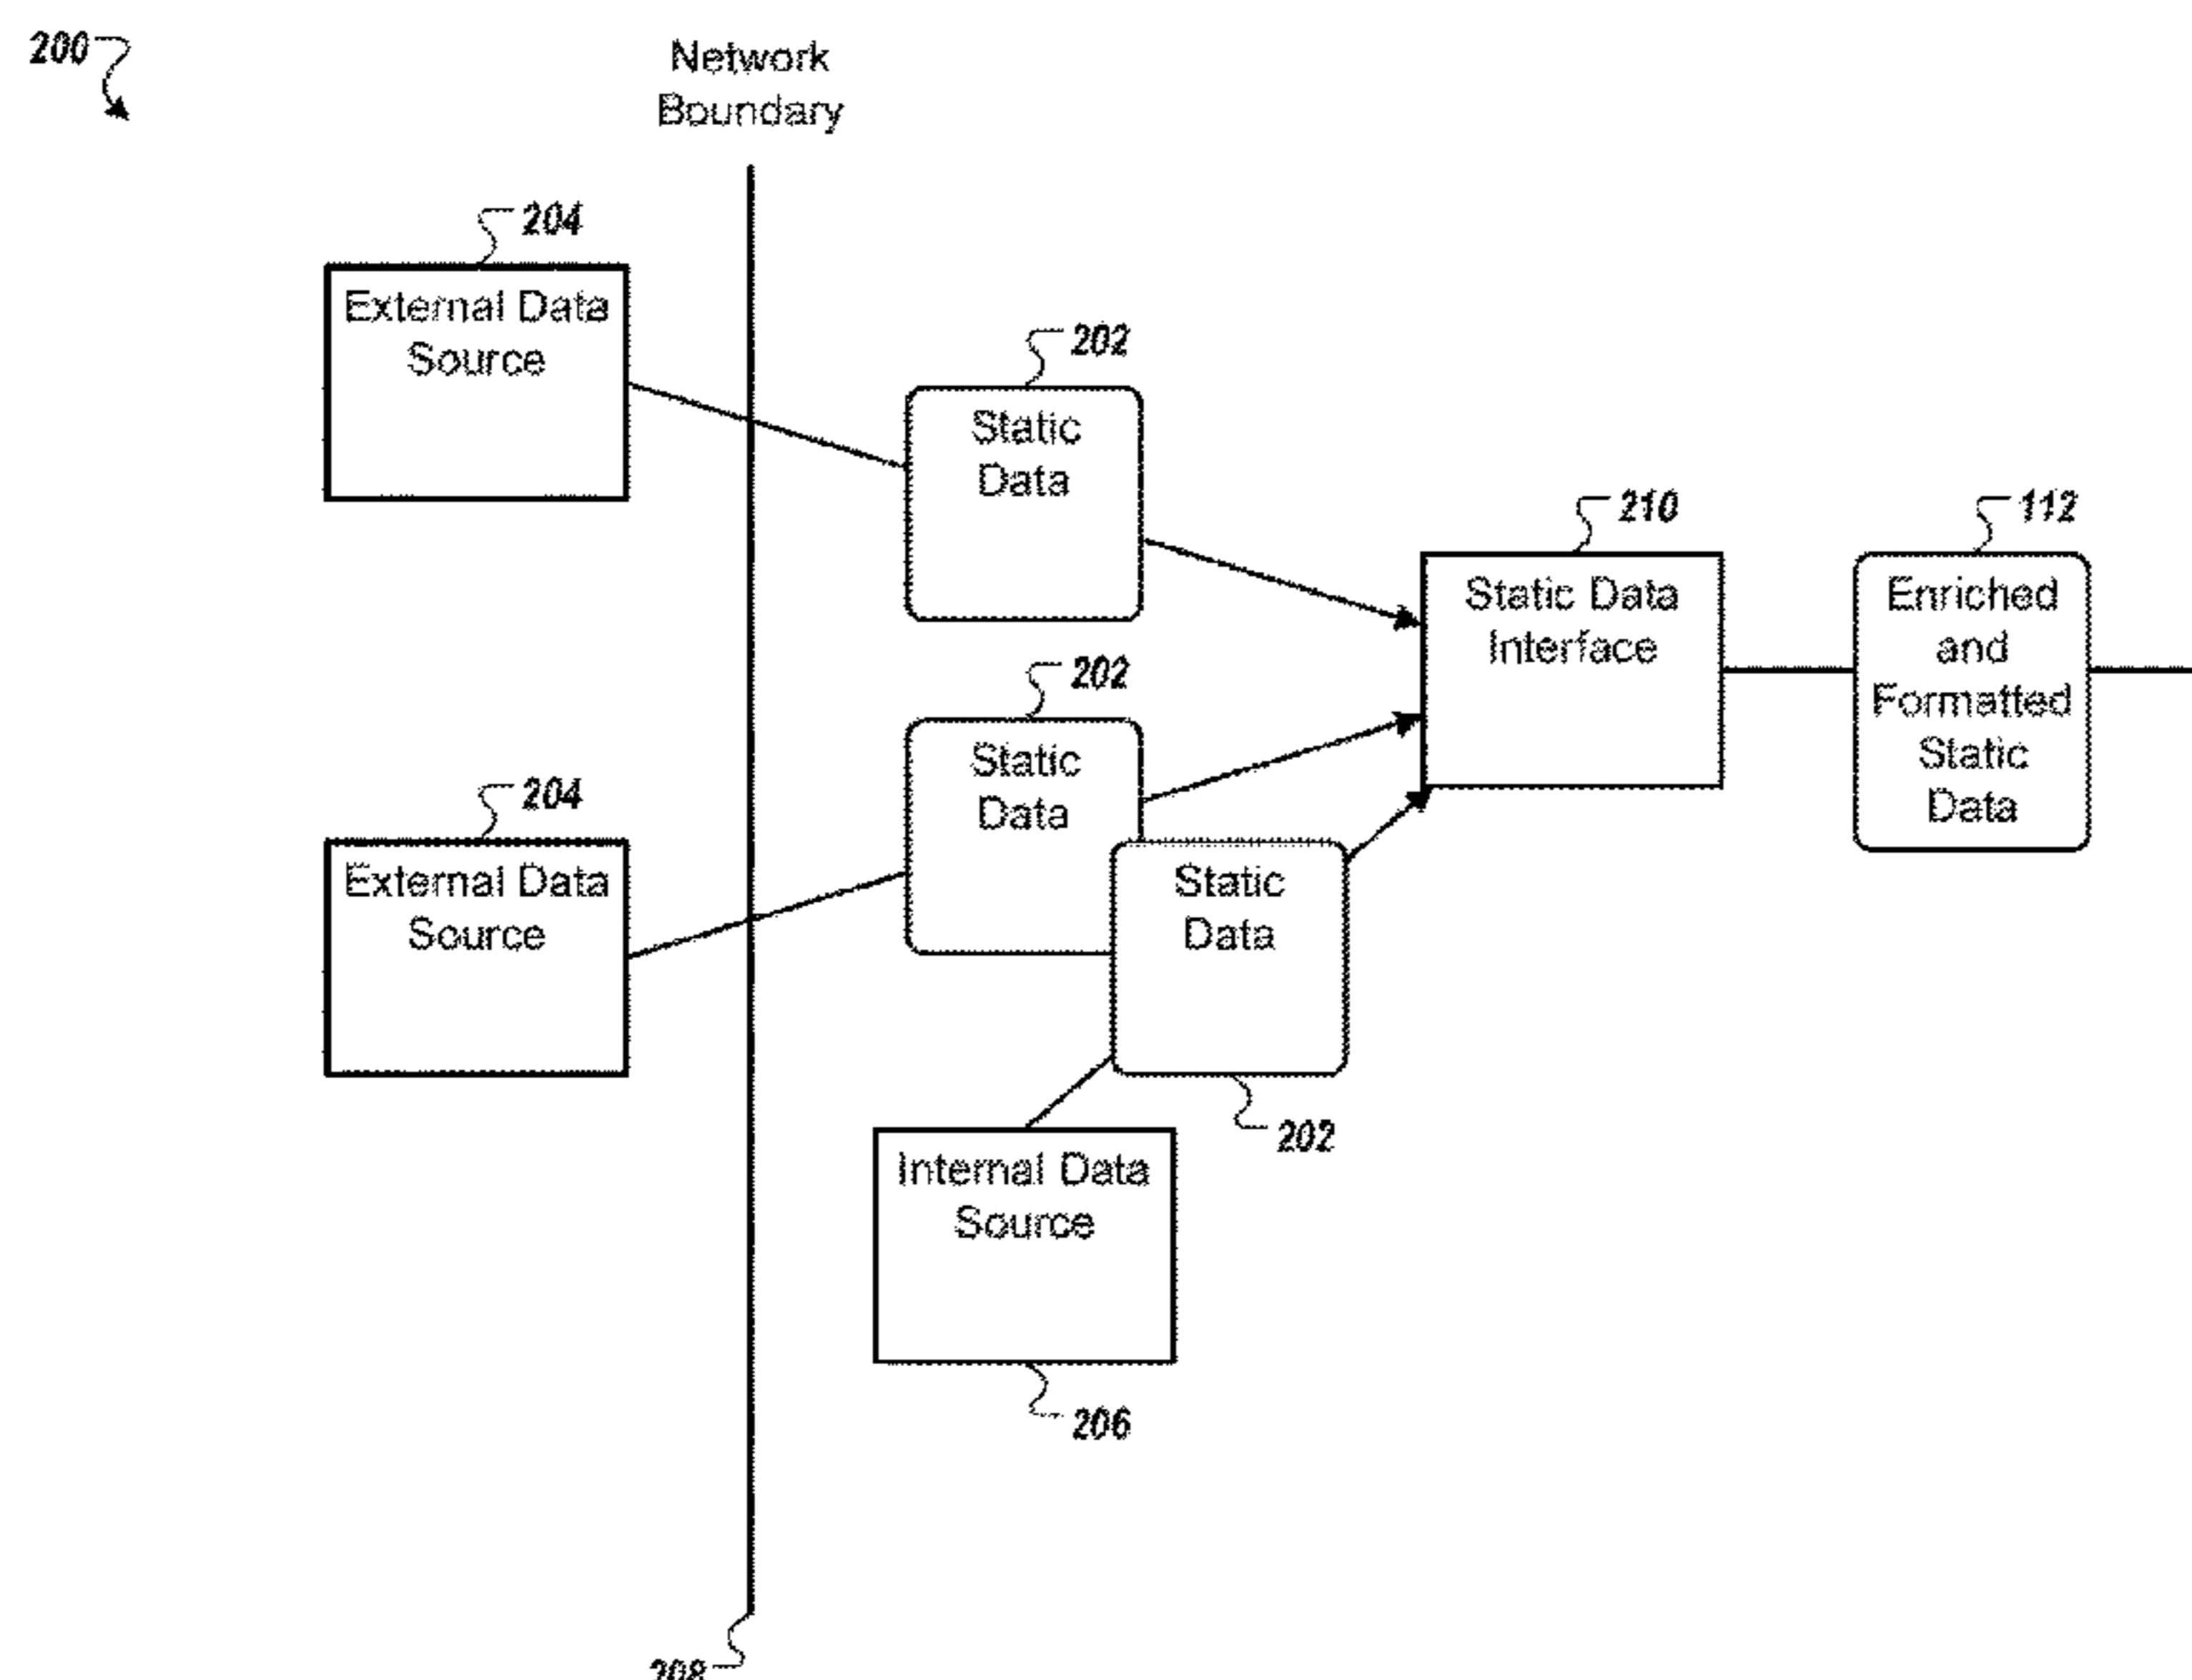 200
Network
Boundary
204
External Data
Source
202
Static
Data
210
Static Data
Interface
112
Enriched
and
Formatted
Static
Data
202
Static
Data
204
External Data
Source
Static
Data
202
Internal Data
Source
206
208